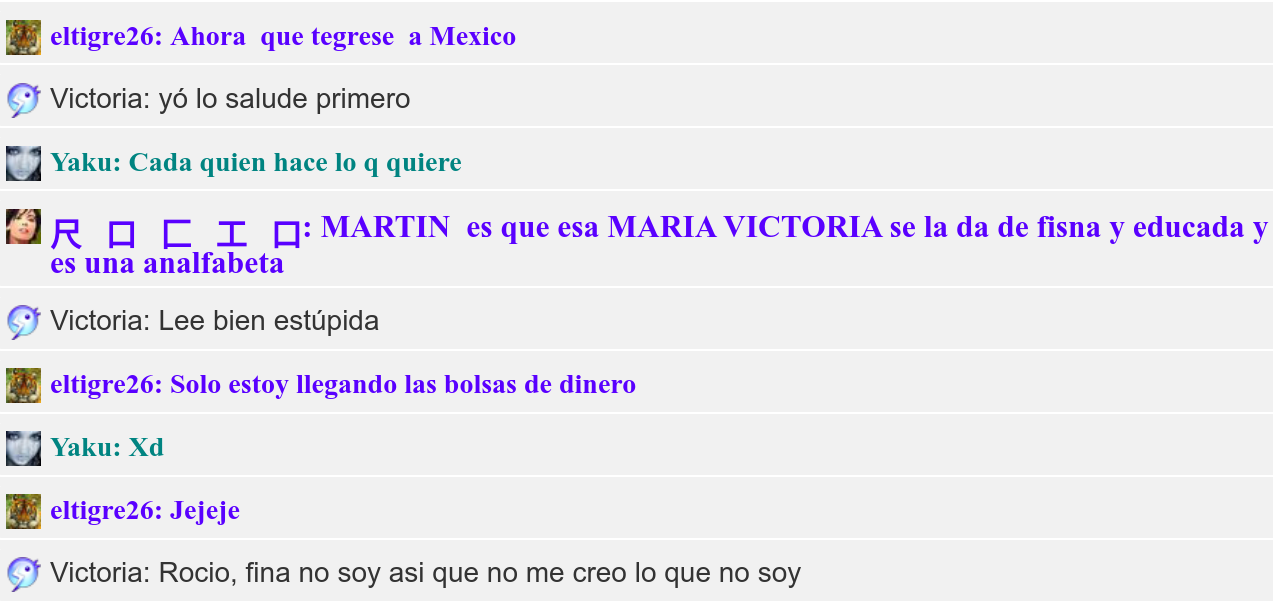 eltigre26: Ahora  que tegrese  a Mexico
Victoria: yó lo salude primero
Yaku: Cada quien hace lo q quiere
尺 口 匚 工 口: MARTIN  es que esa MARIA VICTORIA se la da de fisna y educada y
es una analfabeta
Victoria: Lee bien estúpida
eltigre26: Solo estoy llegando las bolsas de dinero
Yaku: Xd
eltigre26: Jejeje
Victoria: Rocio, fina no soy asi que no me creo lo que no soy